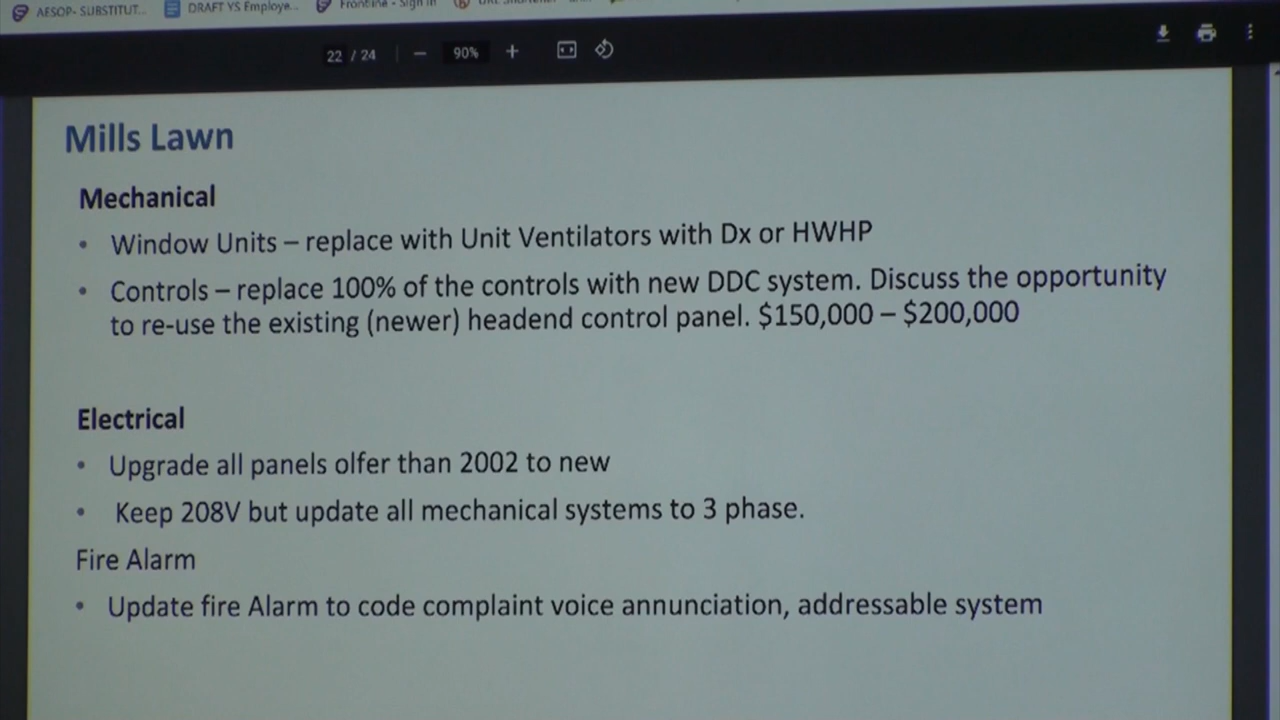 AESOP- SUBSTITUT...
DRAFT YS Employe...
Frontline - Sign in
22 / 24
90%
Mills Lawn
Mechanical
• Window Units – replace with Unit Ventilators with Dx or HWHP
• Controls – replace 100% of the controls with new DDC system. Discuss the opportunity
to re-use the existing (newer) headend control panel. $150,000 – $200,000
Electrical
• Upgrade all panels olfer than 2002 to new
• Keep 208V but update all mechanical systems to 3 phase.
Fire Alarm
• Update fire Alarm to code complaint voice annunciation, addressable system